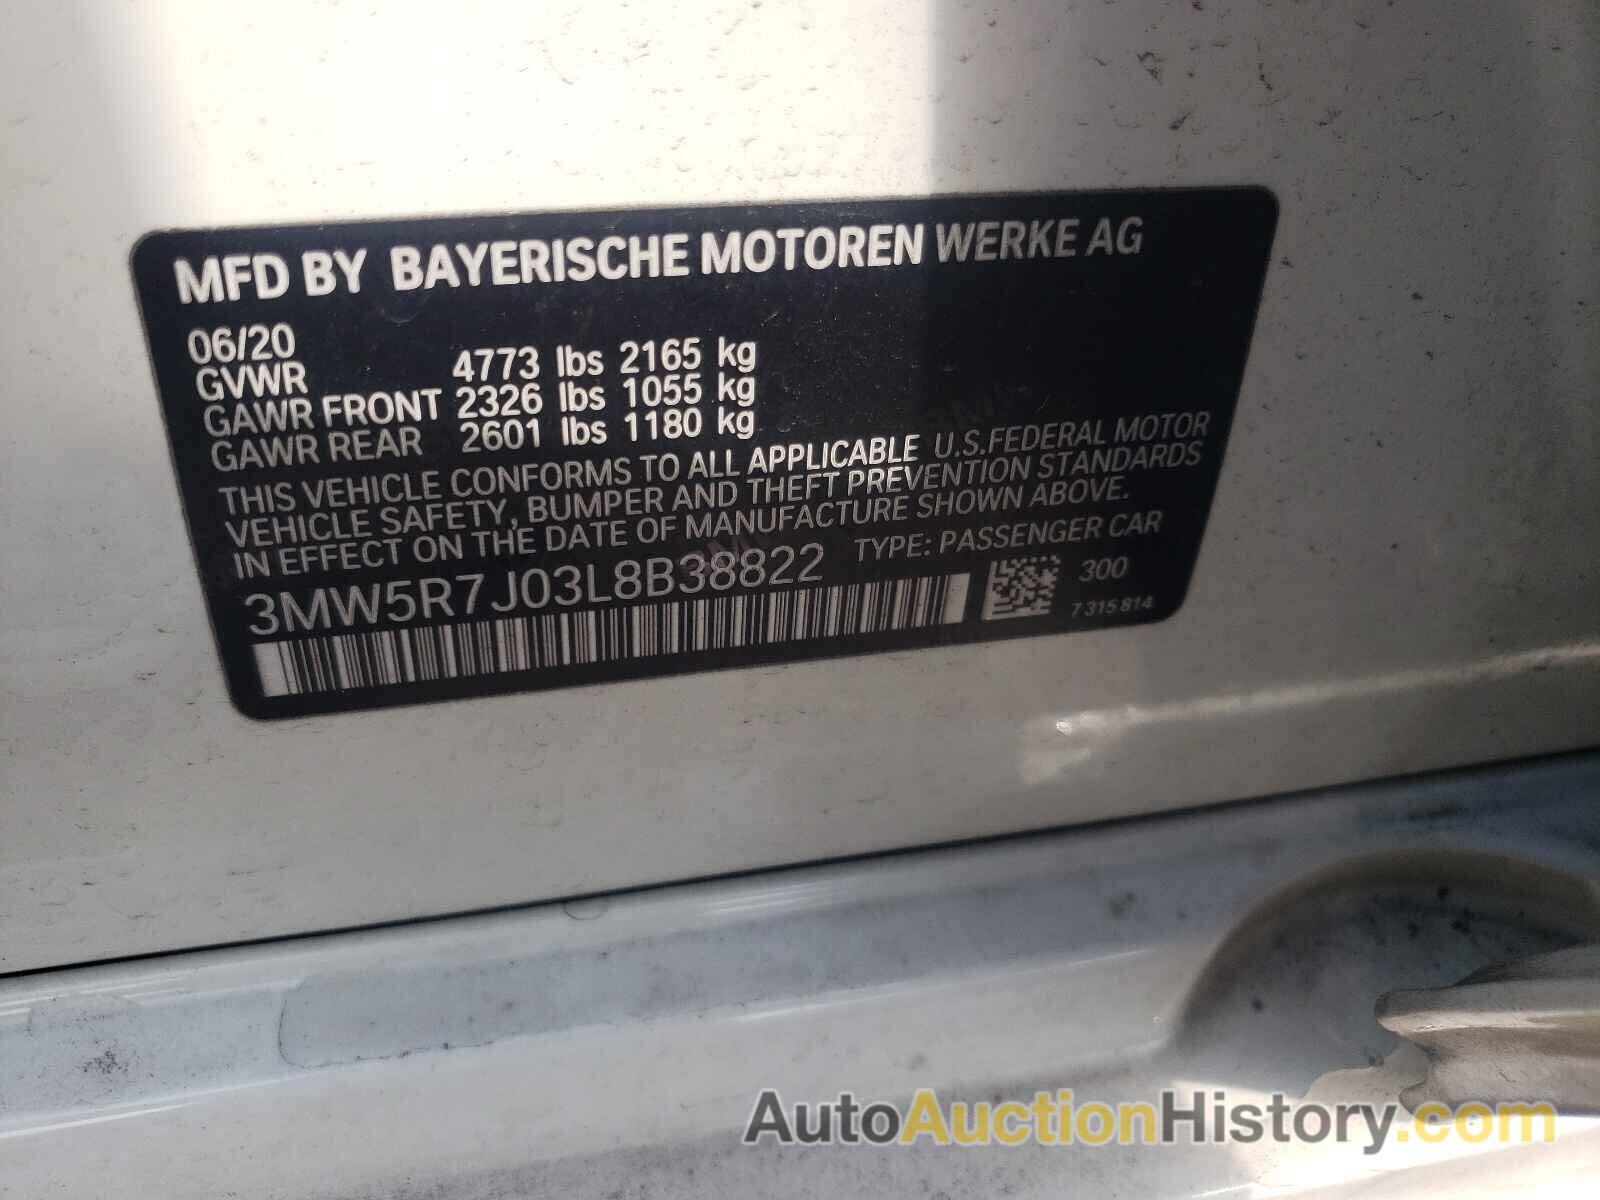 MFD BY BAYERISCHE MOTOREN WERKE AG
06/20
GVWR 4773 lbs 2165 kg
GAWR FRONT 2326 lbs 1055 kg
GAWR REAR 2601 lbs 1180 kg
THIS VEHICLE CONFORMS TO ALL APPLICABLE U.S.FEDERAL MOTOR
VEHICLE SAFETY, BUMPER AND THEFT PREVENTION STANDARDS
IN EFFECT ON THE DATE OF MANUFACTURE SHOWN ABOVE.
3MW5R7J03L8B38822 TYPE: PASSENGER CAR
300
7 315 814
AutoAuctionHistory.com